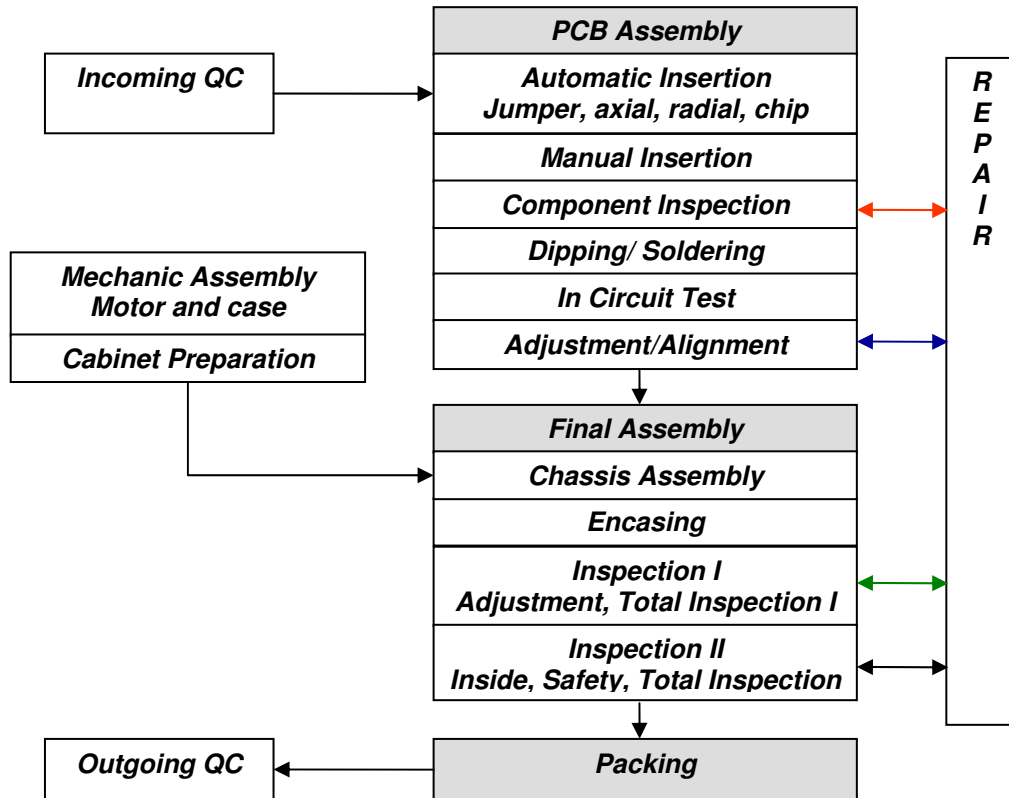 PCB Assembly
Incoming QC
Automatic Insertion
Jumper, axial, radial, chip
Manual Insertion
Component Inspection
Dipping/ Soldering
In Circuit Test
Adjustment/Alignment
Mechanic Assembly
Motor and case
Cabinet Preparation
Final Assembly
Chassis Assembly
Encasing
Inspection I
Adjustment, Total Inspection I
Inspection II
Inside, Safety, Total Inspection
Packing
Outgoing QC
R
E
P
A
I
R